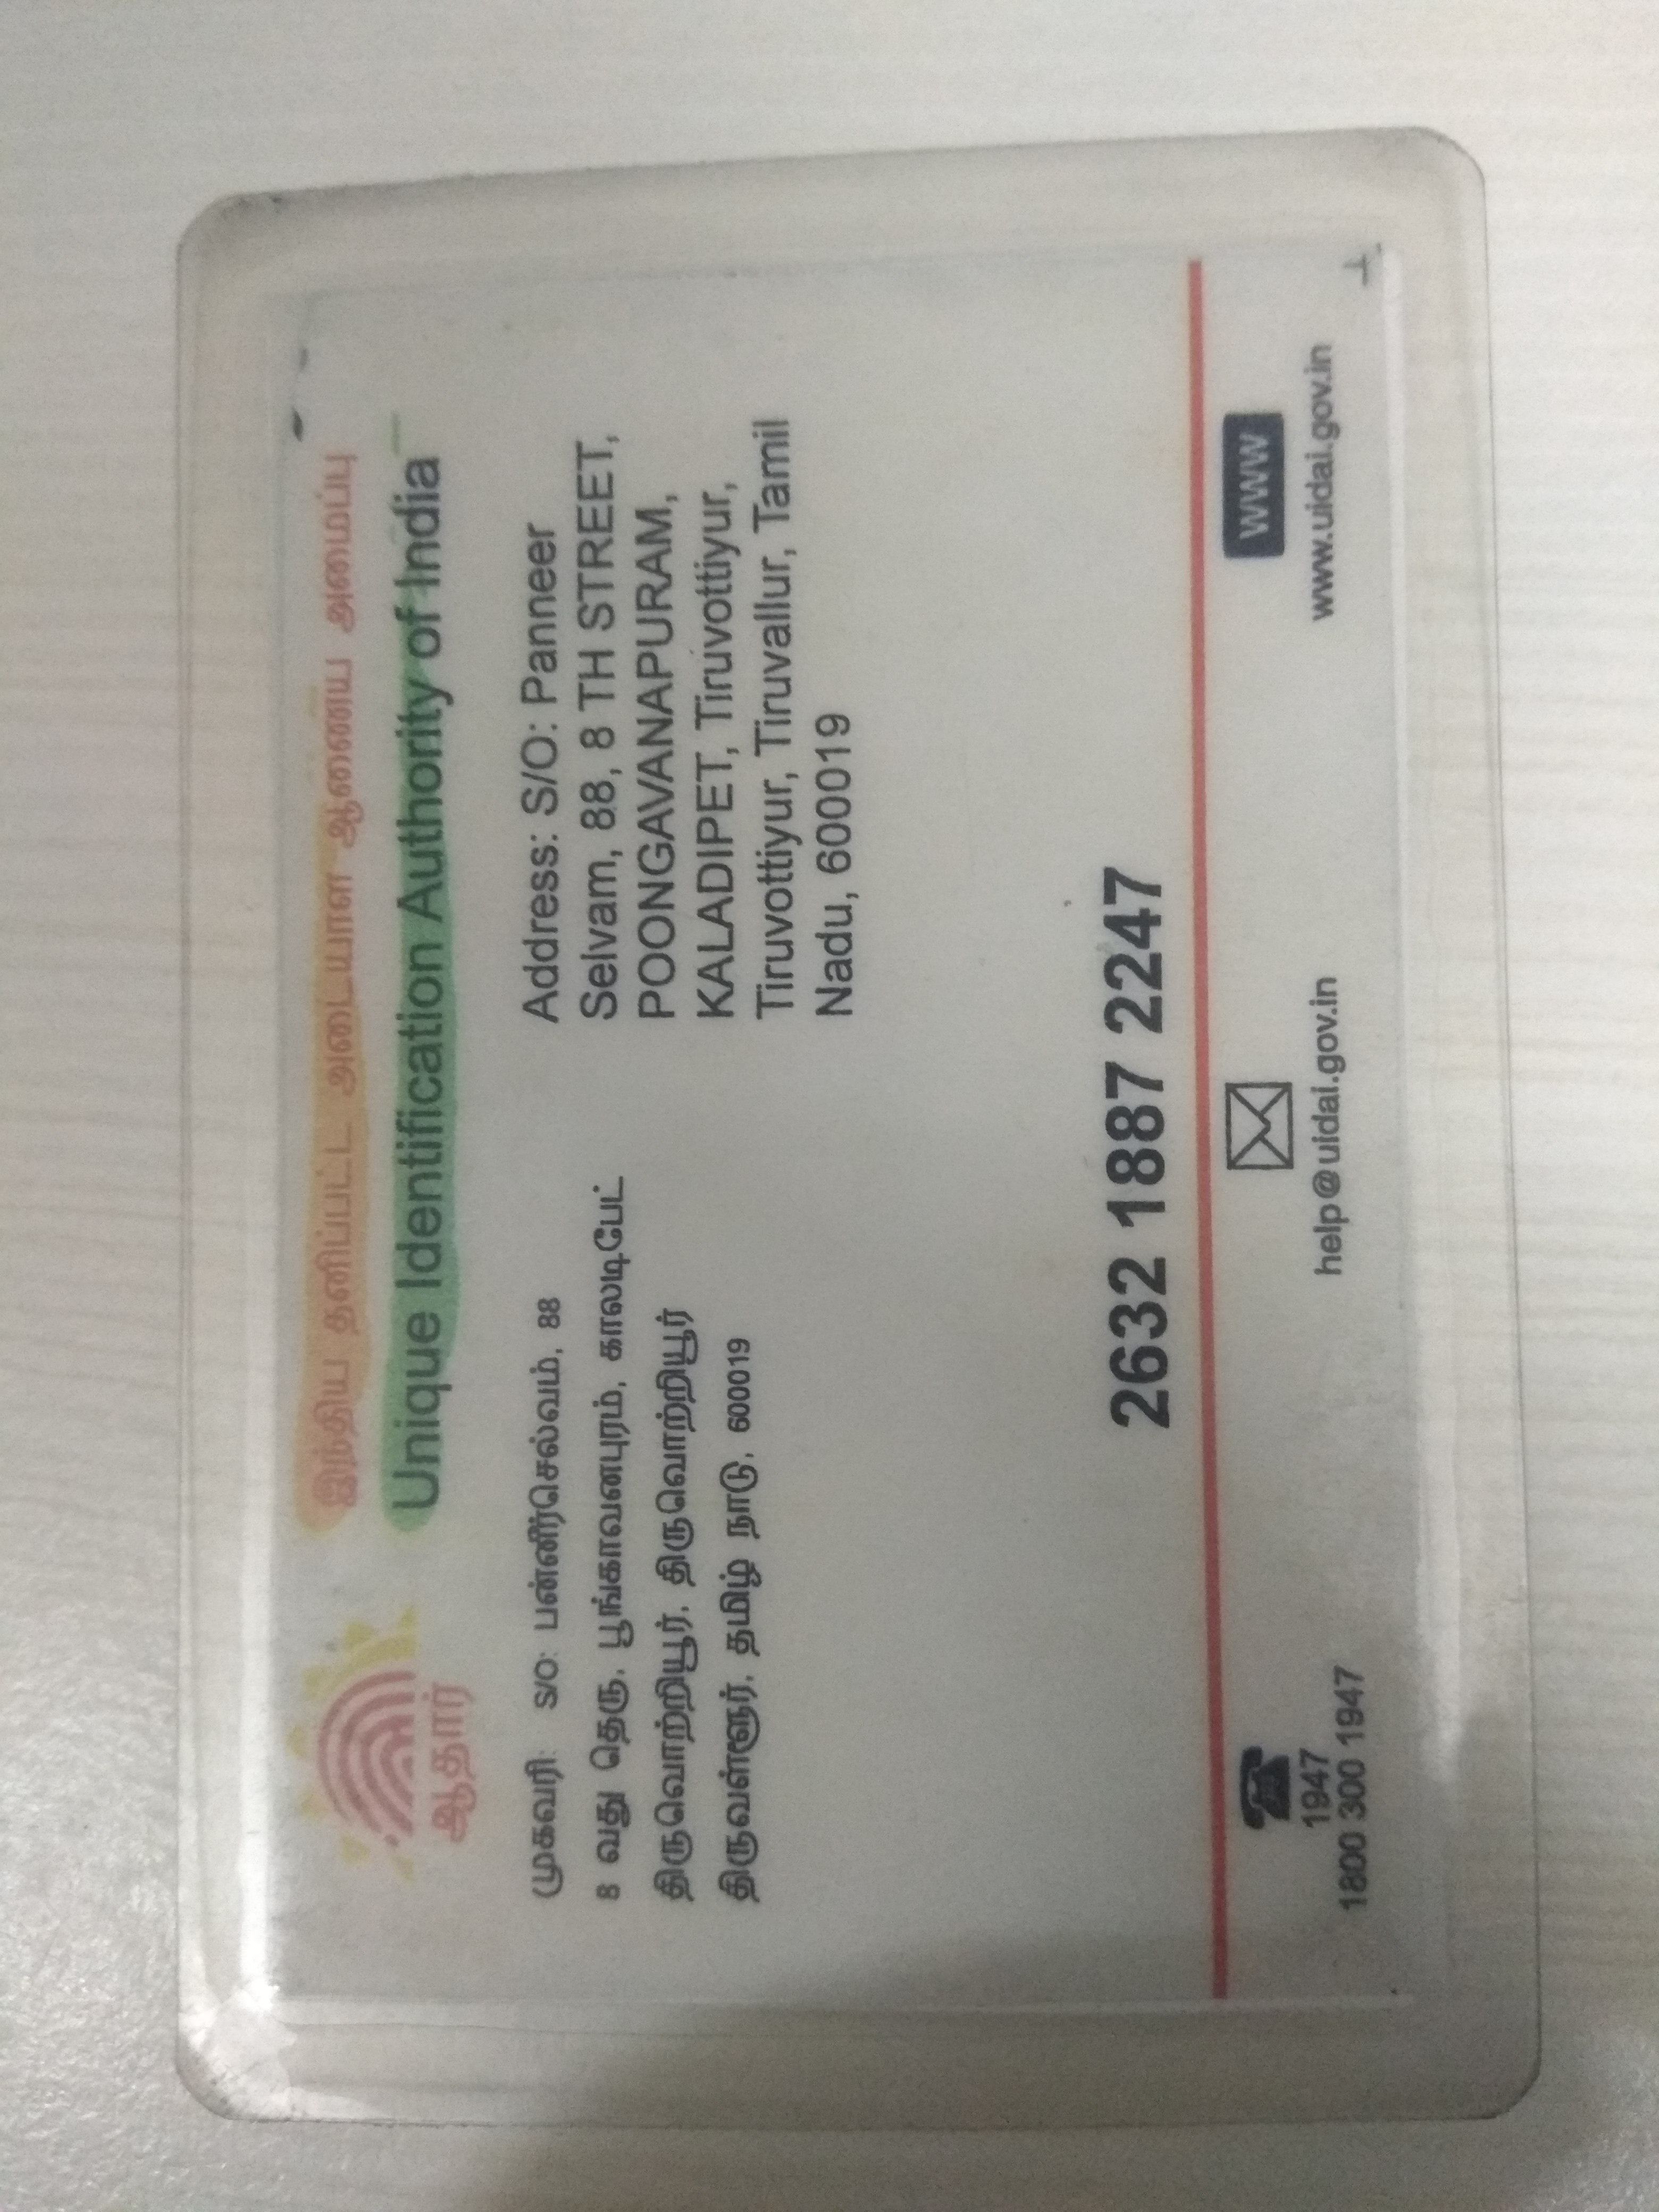 இந்திய தனிப்பட்ட அடையாள ஆணைய அமைப்பு
Unique Identification Authority of India
ஆதார்
முகவரி: S/O: பன்னீர்செல்வம், 88
8 வது தெரு, பூங்காவனபுரம், காலடிபேட்
திருவொற்றியூர், திருவொற்றியூர்
திருவள்ளூர், தமிழ் நாடு, 600019
Address: S/O: Panneer
Selvam, 88, 8 TH STREET,
POONGAVANAPURAM,
KALADIPET, Tiruvottiyur,
Tiruvottiyur, Tiruvallur, Tamil
Nadu, 600019
2632 1887 2247
1947
1800 300 1947
help@uidai.gov.in
WWW
www.uidai.gov.in